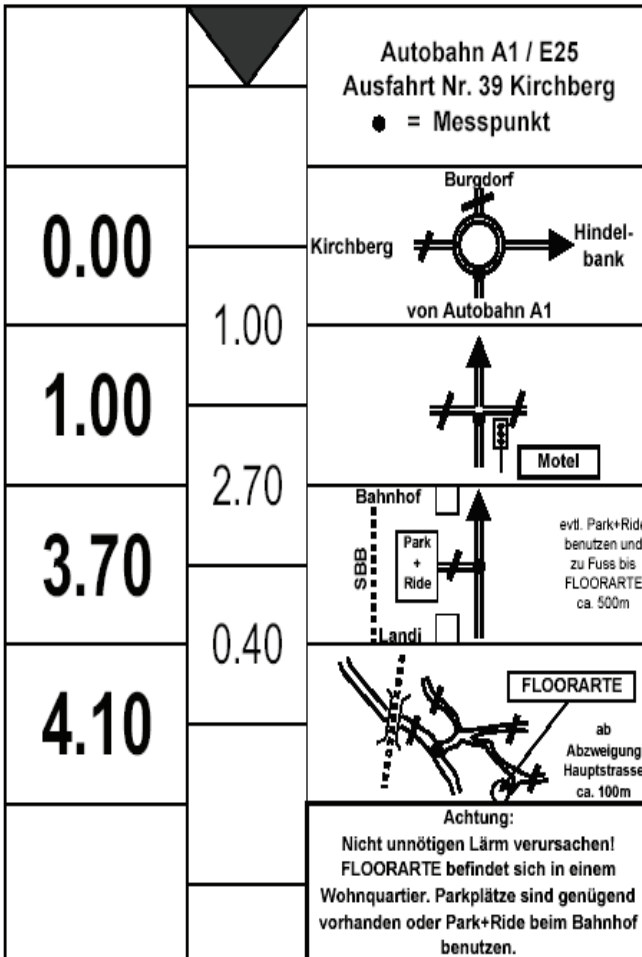 Autobahn A1 / E25
Ausfahrt Nr. 39 Kirchberg
= Messpunkt
0.00
Burgdorf
Kirchberg
Hindel-
bank
von Autobahn A1
1.00
1.00
Motel
2.70
3.70
Bahnhof
SBB
Park
+
Ride
Landi
evtl. Park+Ride
benutzen und
zu Fuss bis
FLOORARTE
ca. 500m
0.40
4.10
FLOORARTE
ab
Abzweigung
Hauptstrasse
ca. 100m
Achtung:
Nicht unnötigen Lärm verursachen!
FLOORARTE befindet sich in einem
Wohnquartier. Parkplätze sind genügend
vorhanden oder Park+Ride beim Bahnhof
benutzen.